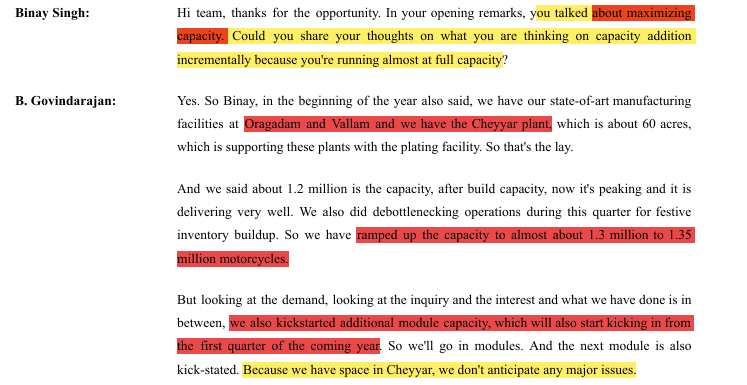 Binay Singh: Hi team, thanks for the opportunity. In your opening remarks, you talked about maximizing
capacity. Could you share your thoughts on what you are thinking on capacity addition
incrementally because you're running almost at full capacity?
B. Govindarajan: Yes. So Binay, in the beginning of the year also said, we have our state-of-art manufacturing
facilities at Oragadam and Vallam and we have the Cheyyar plant, which is about 60 acres,
which is supporting these plants with the plating facility. So that's the lay.
And we said about 1.2 million is the capacity, after build capacity, now it's peaking and it is
delivering very well. We also did debottlenecking operations during this quarter for festive
inventory buildup. So we have ramped up the capacity to almost about 1.3 million to 1.35
million motorcycles.
But looking at the demand, looking at the inquiry and the interest and what we have done is in
between, we also kickstarted additional module capacity, which will also start kicking in from
the first quarter of the coming year. So we'll go in modules. And the next module is also
kick-stated. Because we have space in Cheyyar, we don't anticipate any major issues.